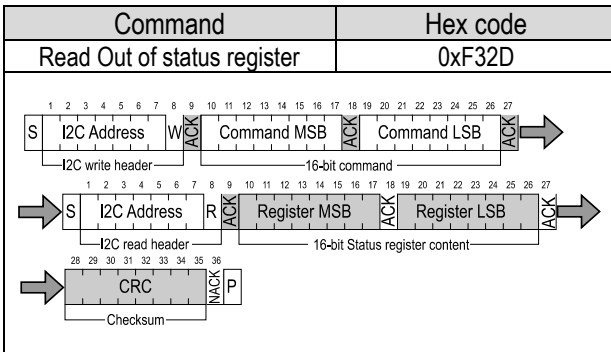 Command Hex code
Read Out of status register 0xF32D
1 2 3 4 5 6 7 8 9 10 11 12 13 14 15 16 17 18 19 20 21 22 23 24 25 26 27
S I2C Address W ACK Command MSB ACK Command LSB ACK
I2C write header 16-bit command
1 2 3 4 5 6 7 8 9 10 11 12 13 14 15 16 17 18 19 20 21 22 23 24 25 26 27
S I2C Address R ACK Register MSB ACK Register LSB ACK
I2C read header 16-bit Status register content
28 29 30 31 32 33 34 35 36
CRC NACK P
Checksum